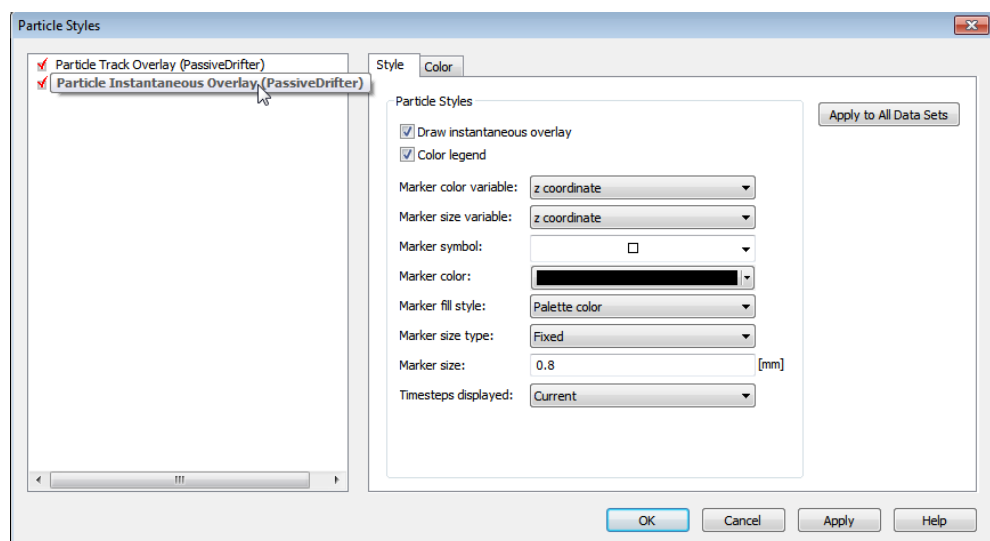 Particle Styles
Particle Track Overlay (PassiveDrifter)
Particle Instantaneous Overlay (PassiveDrifter)
Style
Color
Particle Styles
Draw instantaneous overlay
Color legend
Marker color variable: z coordinate
Marker size variable: z coordinate
Marker symbol:
Marker color:
Marker fill style: Palette color
Marker size type: Fixed
Marker size: 0.8 [mm]
Timesteps displayed: Current
Apply to All Data Sets
OK
Cancel
Apply
Help